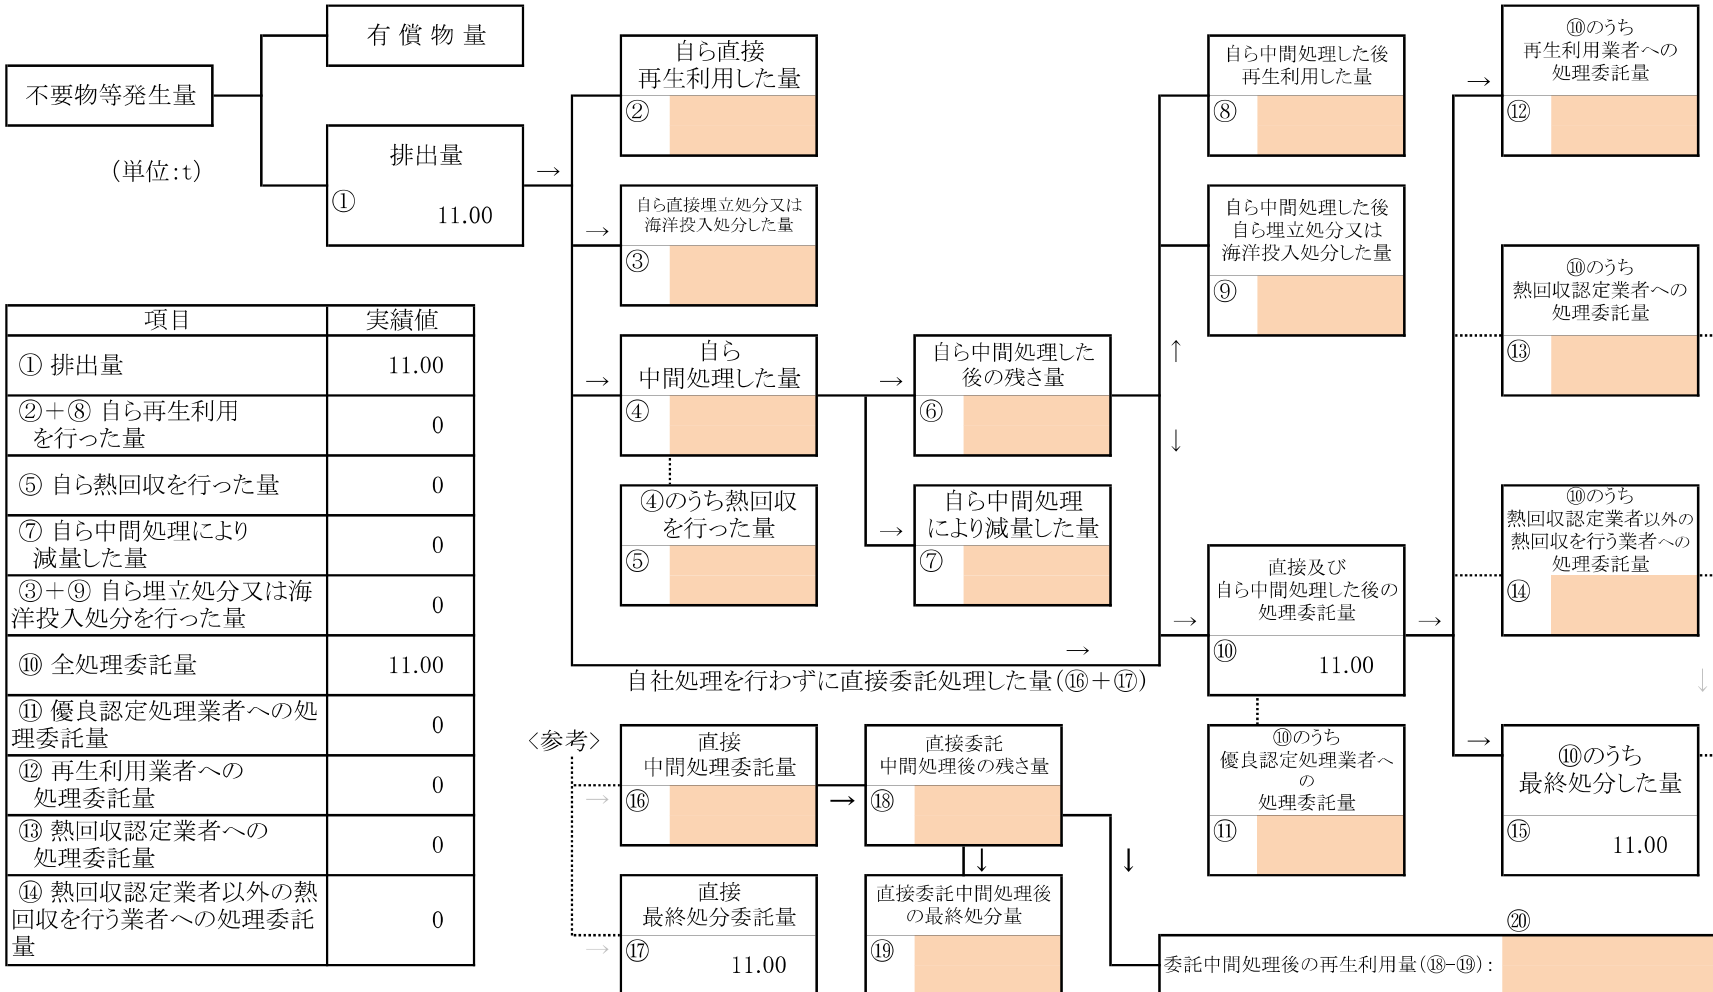 有償物量
不要物等発生量
(単位:t)
排出量
①
11.00
→
自ら直接
再生利用した量
②
→
自ら直接埋立処分又は
海洋投入処分した量
③
→
自ら
中間処理した量
④
④のうち熱回収
を行った量
⑤
→
自ら中間処理した
後の残さ量
⑥
→
自ら中間処理
により減量した量
⑦
自ら中間処理した後
再生利用した量
⑧
自ら中間処理した後
自ら埋立処分又は
海洋投入処分した量
⑨
↑
↓
→
自社処理を行わずに直接委託処理した量(⑯+⑰)
→
直接及び
自ら中間処理した後の
処理委託量
⑩
11.00
→
⑩のうち
優良認定処理業者へ
の
処理委託量
⑪
→
⑩のうち
再生利用業者への
処理委託量
⑫
⑩のうち
熱回収認定業者への
処理委託量
⑬
⑩のうち
熱回収認定業者以外の
熱回収を行う業者への
処理委託量
⑭
↓
→
⑩のうち
最終処分した量
⑮
11.00
項目 実績値
① 排出量 11.00
②+⑧ 自ら再生利用
を行った量 0
⑤ 自ら熱回収を行った量 0
⑦ 自ら中間処理により
減量した量 0
③+⑨ 自ら埋立処分又は海
洋投入処分を行った量 0
⑩ 全処理委託量 11.00
⑪ 優良認定処理業者への処
理委託量 0
⑫ 再生利用業者への
処理委託量 0
⑬ 熱回収認定業者への
処理委託量 0
⑭ 熱回収認定業者以外の熱
回収を行う業者への処理委託
量 0
<参考>
→
直接
中間処理委託量
⑯
→
直接委託
中間処理後の残さ量
⑱
↓
↓
→
直接
最終処分委託量
⑰
11.00
直接委託中間処理後
の最終処分量
⑲
⑳
委託中間処理後の再生利用量(⑱-⑲):